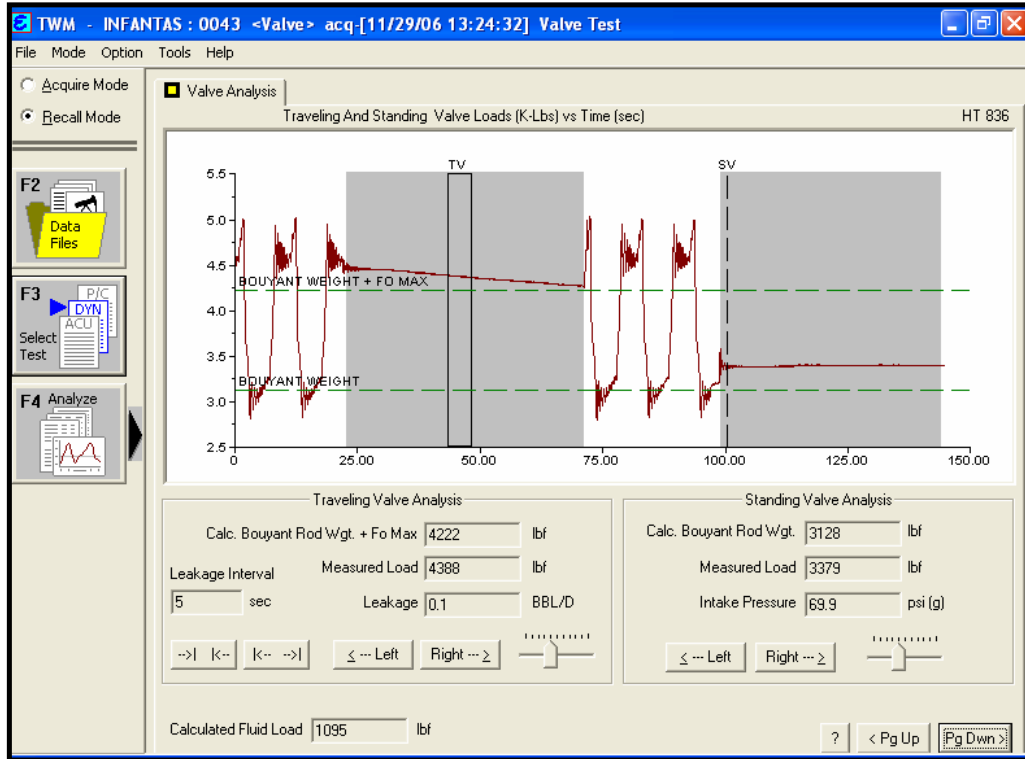 TWM - INFANTAS : 0043 <Valve> acq-[11/29/06 13:24:32] Valve Test
File Mode Option Tools Help
Acquire Mode
Recall Mode
F2
Data
Files
F3
P/C
DYN
ACU
Select
Test
F4 Analyze
Valve Analysis
Traveling And Standing Valve Loads (K-Lbs) vs Time (sec) HT 836
TV SV
5.5
5.0
4.5
BOUYANT WEIGHT + FO MAX
4.0
3.5
BOUYANT WEIGHT
3.0
2.5
0 25.00 50.00 75.00 100.00 125.00 150.00
Traveling Valve Analysis
Calc. Bouyant Rod Wgt. + Fo Max 4222 lbf
Leakage Interval
Measured Load 4388 lbf
5 sec
Leakage 0.1 BBL/D
-->| |<-- |<-- -->| < --- Left Right --- >
Standing Valve Analysis
Calc. Bouyant Rod Wgt. 3128 lbf
Measured Load 3379 lbf
Intake Pressure 69.9 psi (g)
< --- Left Right --- >
Calculated Fluid Load 1095 lbf
? < Pg Up Pg Dwn >